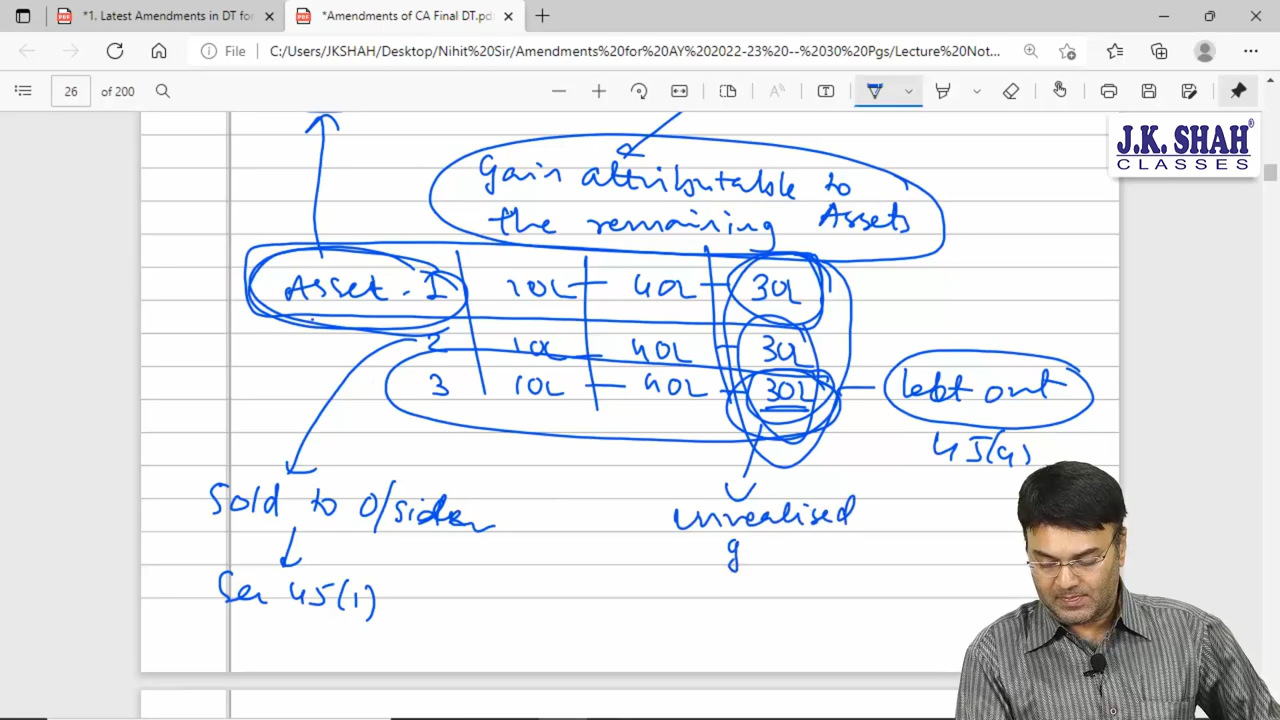 *1. Latest Amendments in DT for
*Amendments of CA Final DT.pdf
File
C:/Users/JKSHAH/Desktop/Nihit%20Sir/Amendments%20for%20AY%202022-23%20--%2030%20Pgs/Lecture%20Not...
26 of 200
J.K. SHAH®
CLASSES
Gain attributable to
the remaining Assets
Asset. I 10L 40L 30L
2 10L 40L 30L
3 10L 40L 30L
out
45(4)
Sold to O/sider
unrealised
g
Sec 45(1)